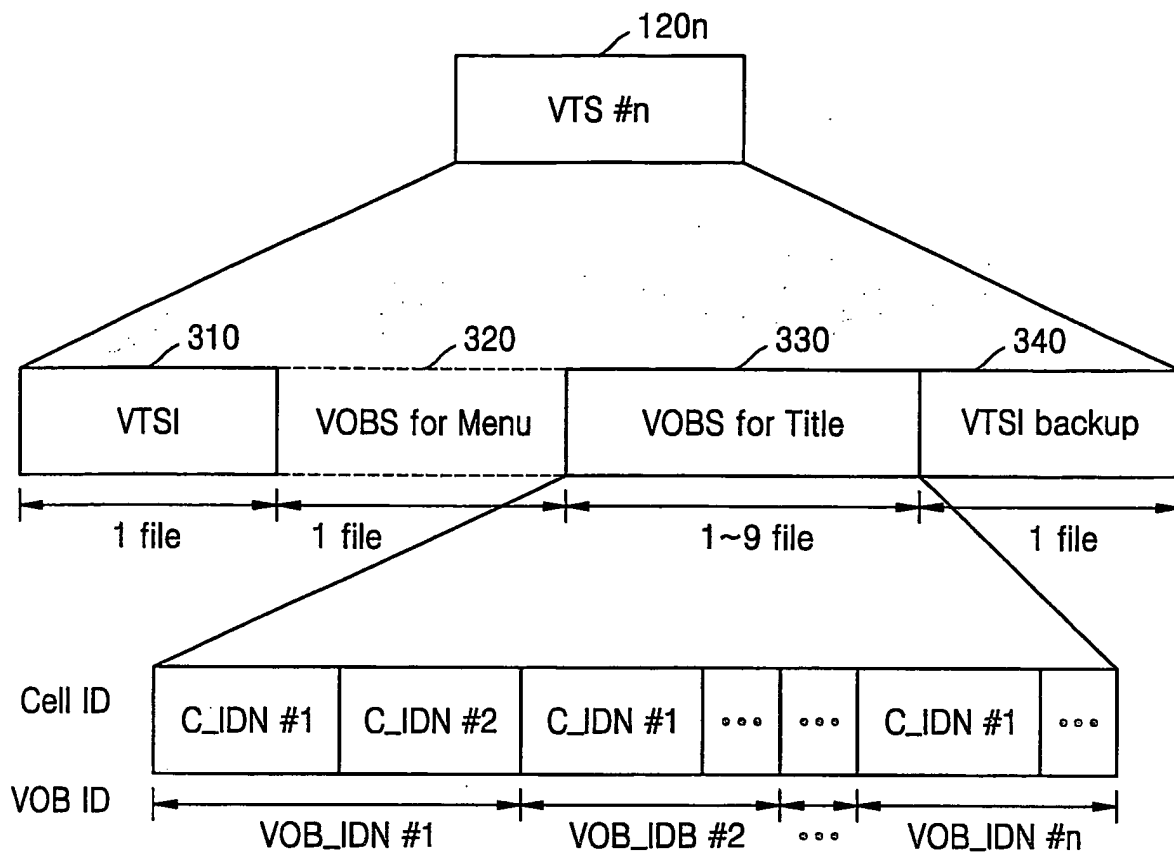 120n
VTS #n
310 320 330 340
VTSI VOBS for Menu VOBS for Title VTSI backup
1 file 1 file 1~9 file 1 file
Cell ID C_IDN #1 C_IDN #2 C_IDN #1 ... ... C_IDN #1 ...
VOB ID
VOB_IDN #1 VOB_IDB #2 ... VOB_IDN #n